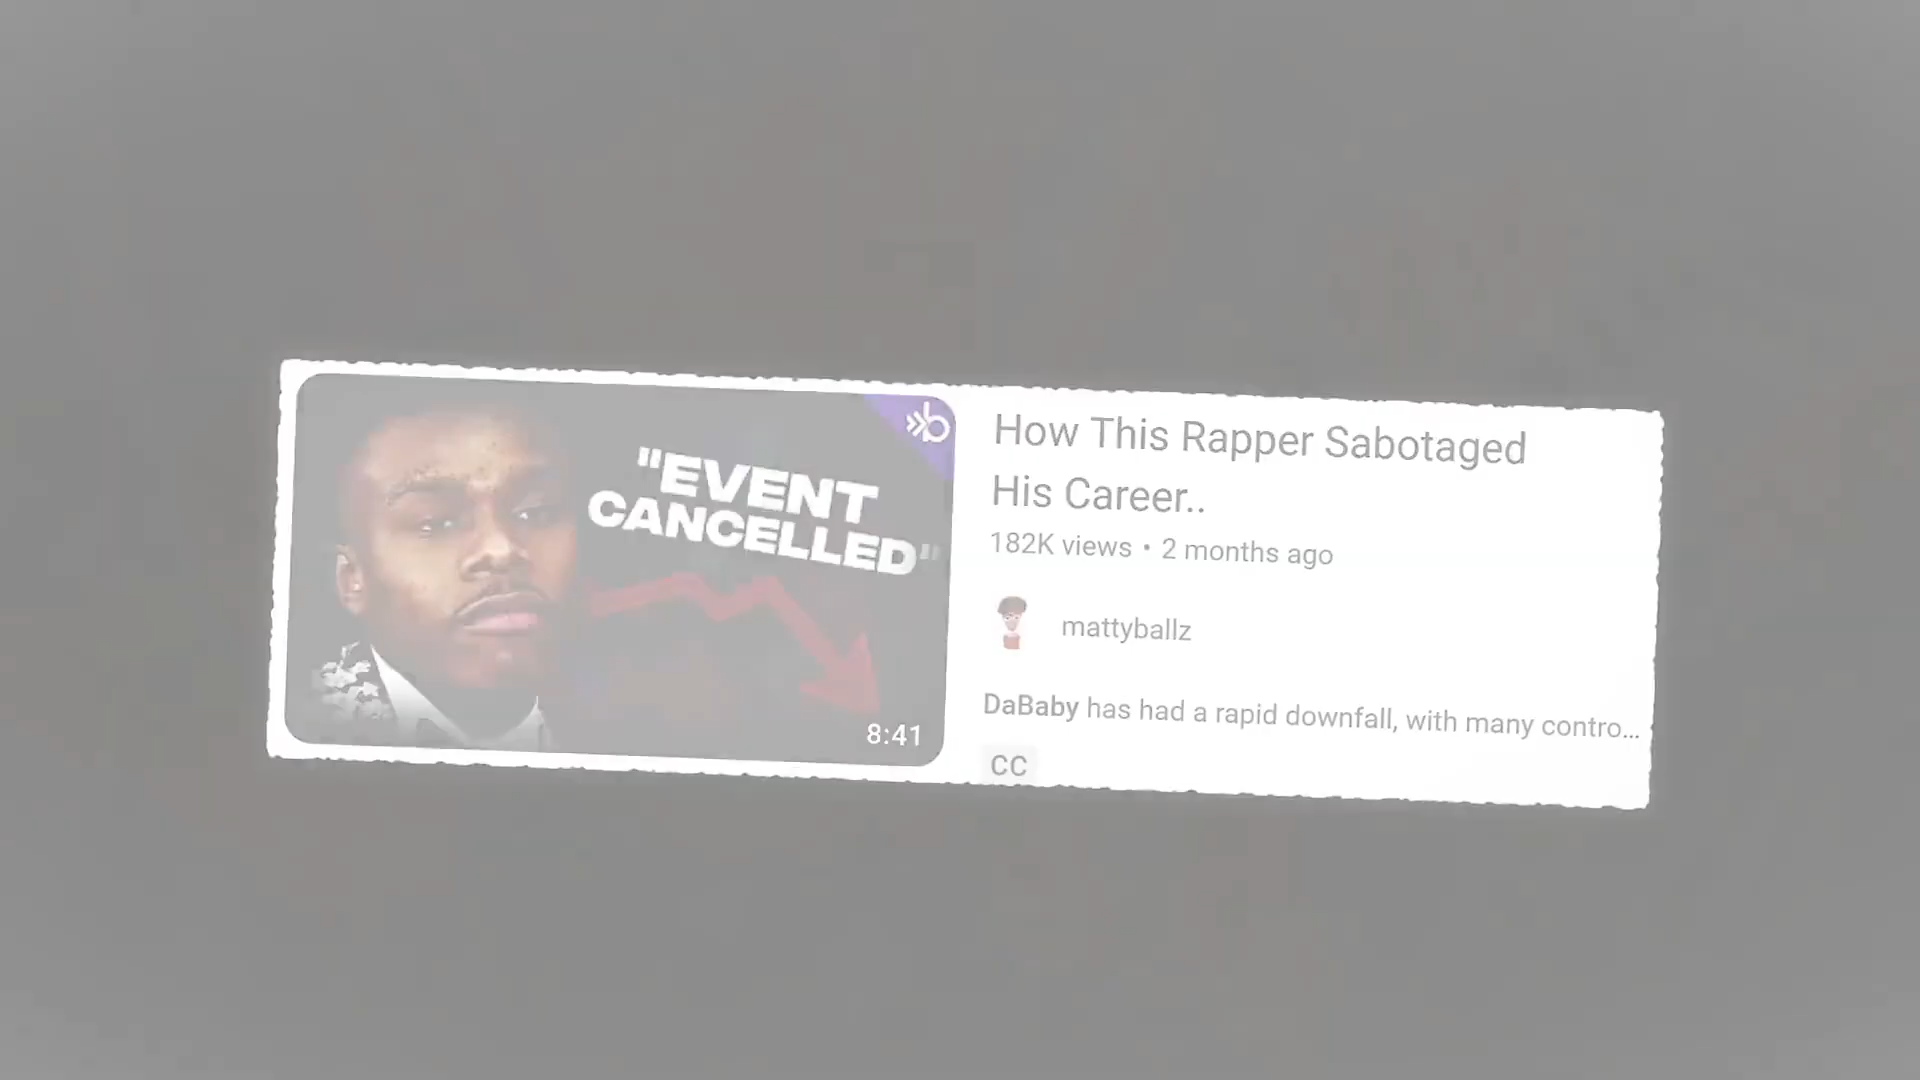 "EVENT
CANCELLED"
8:41
How This Rapper Sabotaged
His Career..
182K views • 2 months ago
mattyballz
DaBaby has had a rapid downfall, with many contro...
CC